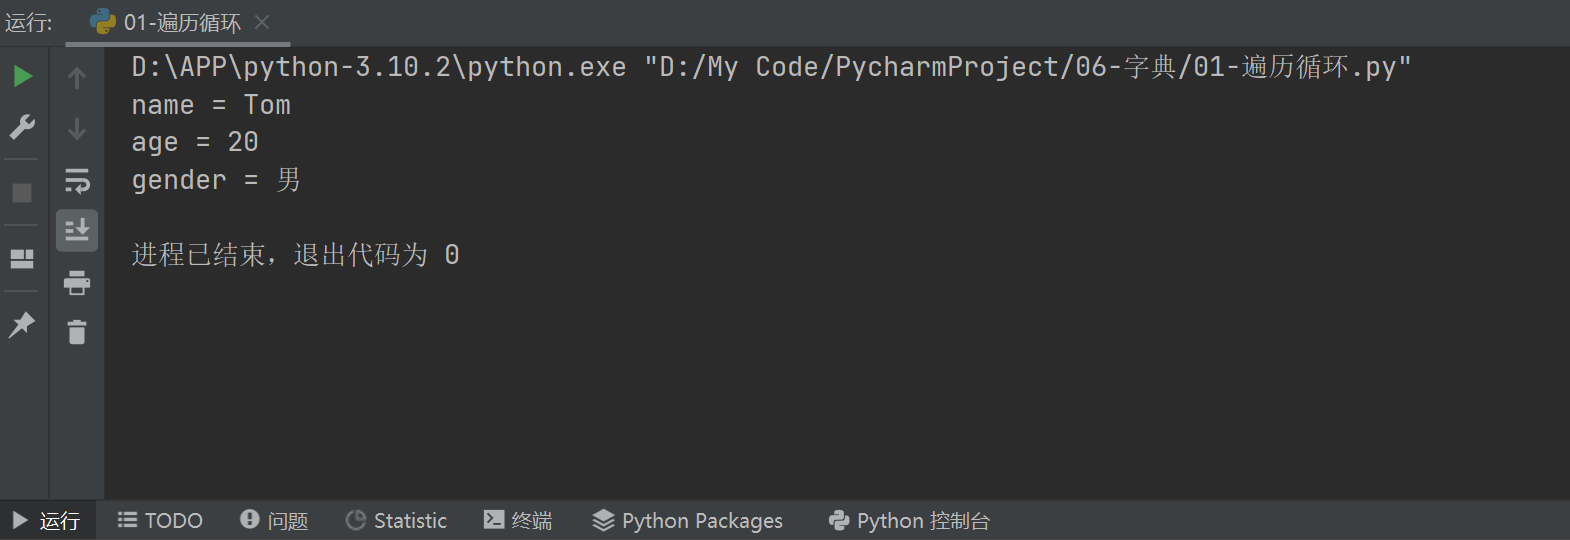 运行: 01-遍历循环
D:\APP\python-3.10.2\python.exe "D:/My Code/PycharmProject/06-字典/01-遍历循环.py"
name = Tom
age = 20
gender = 男
进程已结束，退出代码为 0
运行 TODO 问题 Statistic 终端 Python Packages Python 控制台